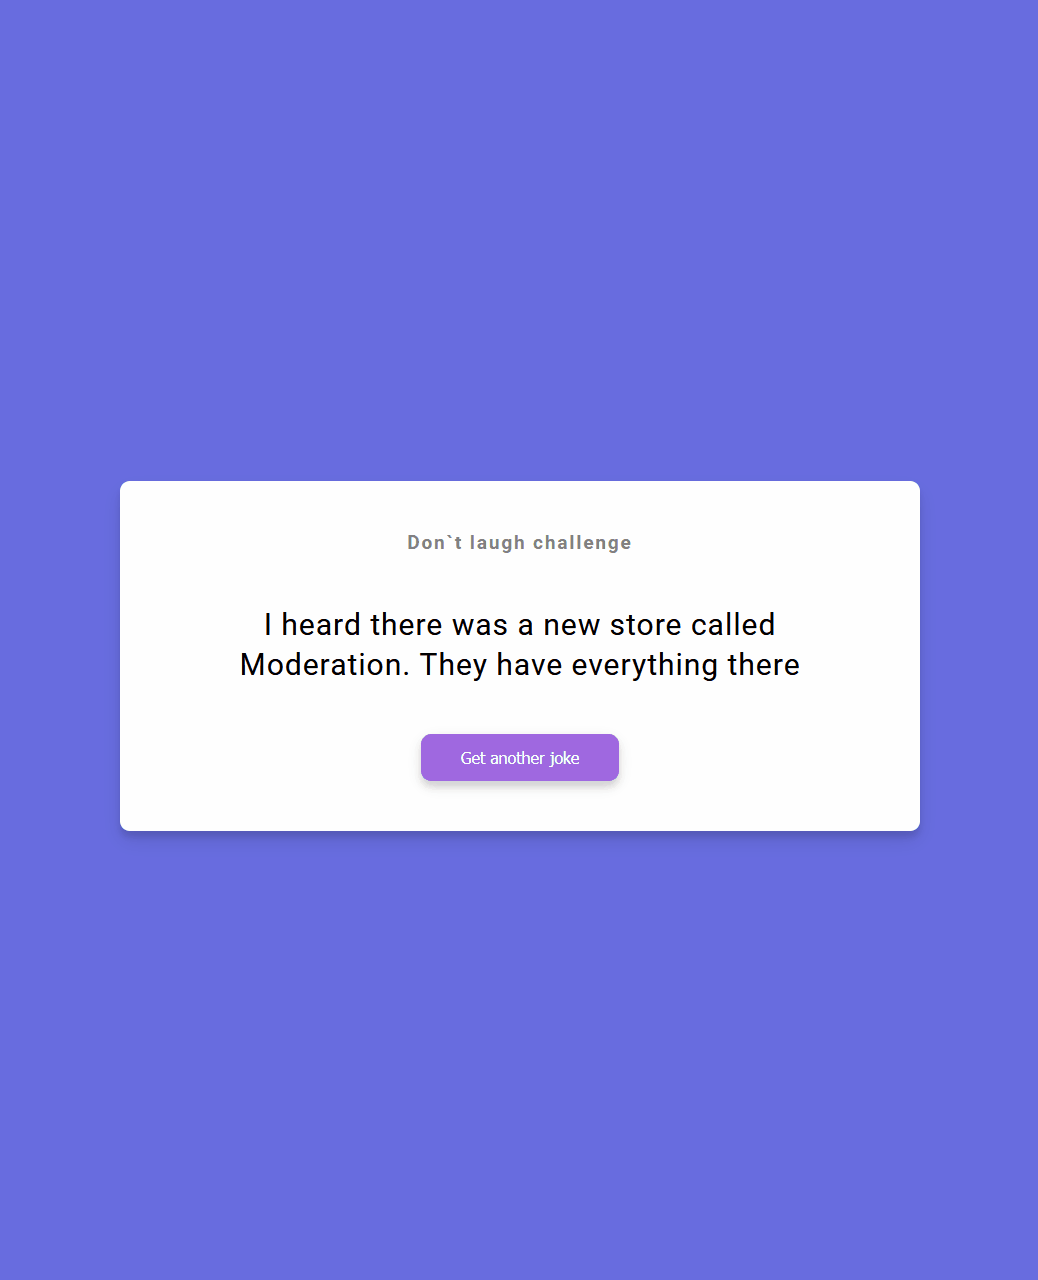 Don`t laugh challenge
I heard there was a new store called
Moderation. They have everything there
Get another joke